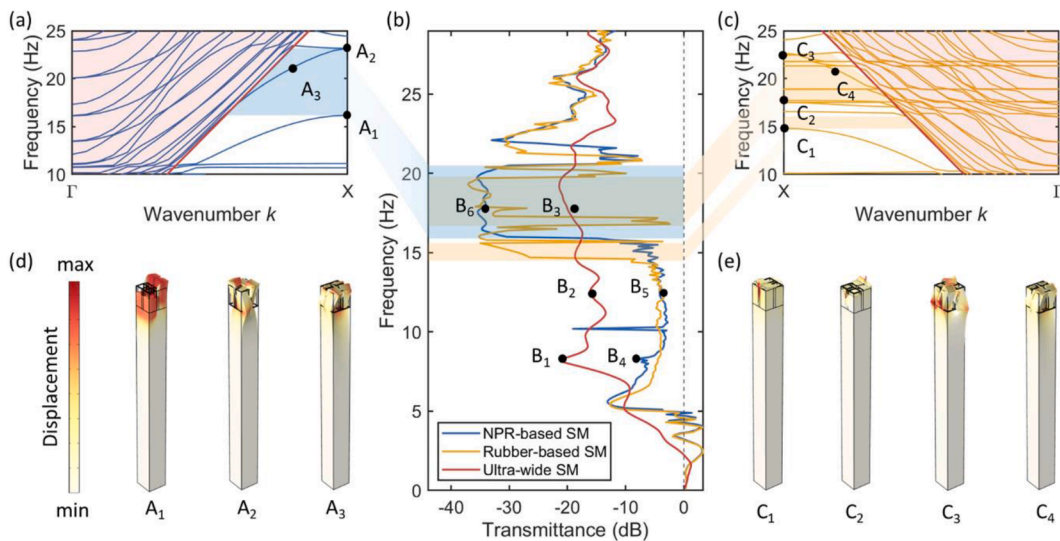 (a)
25
20
15
10
Frequency (Hz)
Γ
X
Wavenumber k
A2
A3
A1
(b)
25
20
15
10
5
0
Frequency (Hz)
B6
B3
B2
B5
B1
B4
NPR-based SM
Rubber-based SM
Ultra-wide SM
-40
-30
-20
-10
0
Transmittance (dB)
(c)
25
20
15
10
Frequency (Hz)
C3
C4
C2
C1
X
Wavenumber k
(d)
max
Displacement
min
A1
A2
A3
(e)
C1
C2
C3
C4